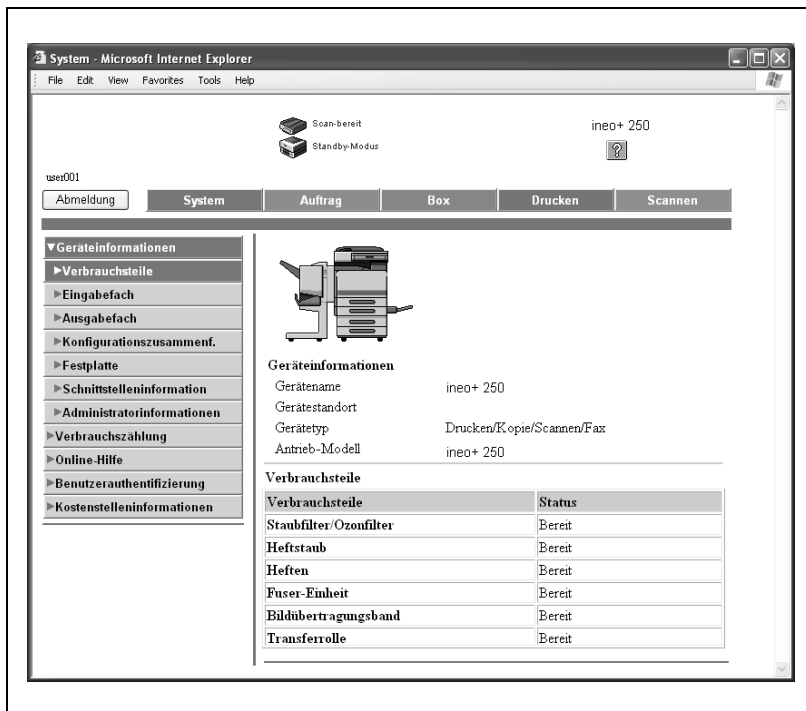 System - Microsoft Internet Explorer
File Edit View Favorites Tools Help
Scan-bereit
ineo+ 250
Standby-Modus
?
user001
Abmeldung System Auftrag Box Drucken Scannen
▼Geräteinformationen
▶Verbrauchsteile
▶Eingabefach
▶Ausgabefach
▶Konfigurationszusammenf.
▶Festplatte
▶Schnittstelleninformation
▶Administratorinformationen
▶Verbrauchszählung
▶Online-Hilfe
▶Benutzerauthentifizierung
▶Kostenstelleninformationen
Geräteinformationen
Gerätename ineo+ 250
Gerätestandort
Gerätetyp Drucken/Kopie/Scannen/Fax
Antrieb-Modell ineo+ 250
Verbrauchsteile
Verbrauchsteile Status
Staubfilter/Ozonfilter Bereit
Heftstaub Bereit
Heften Bereit
Fuser-Einheit Bereit
Bildübertragungsband Bereit
Transferrolle Bereit